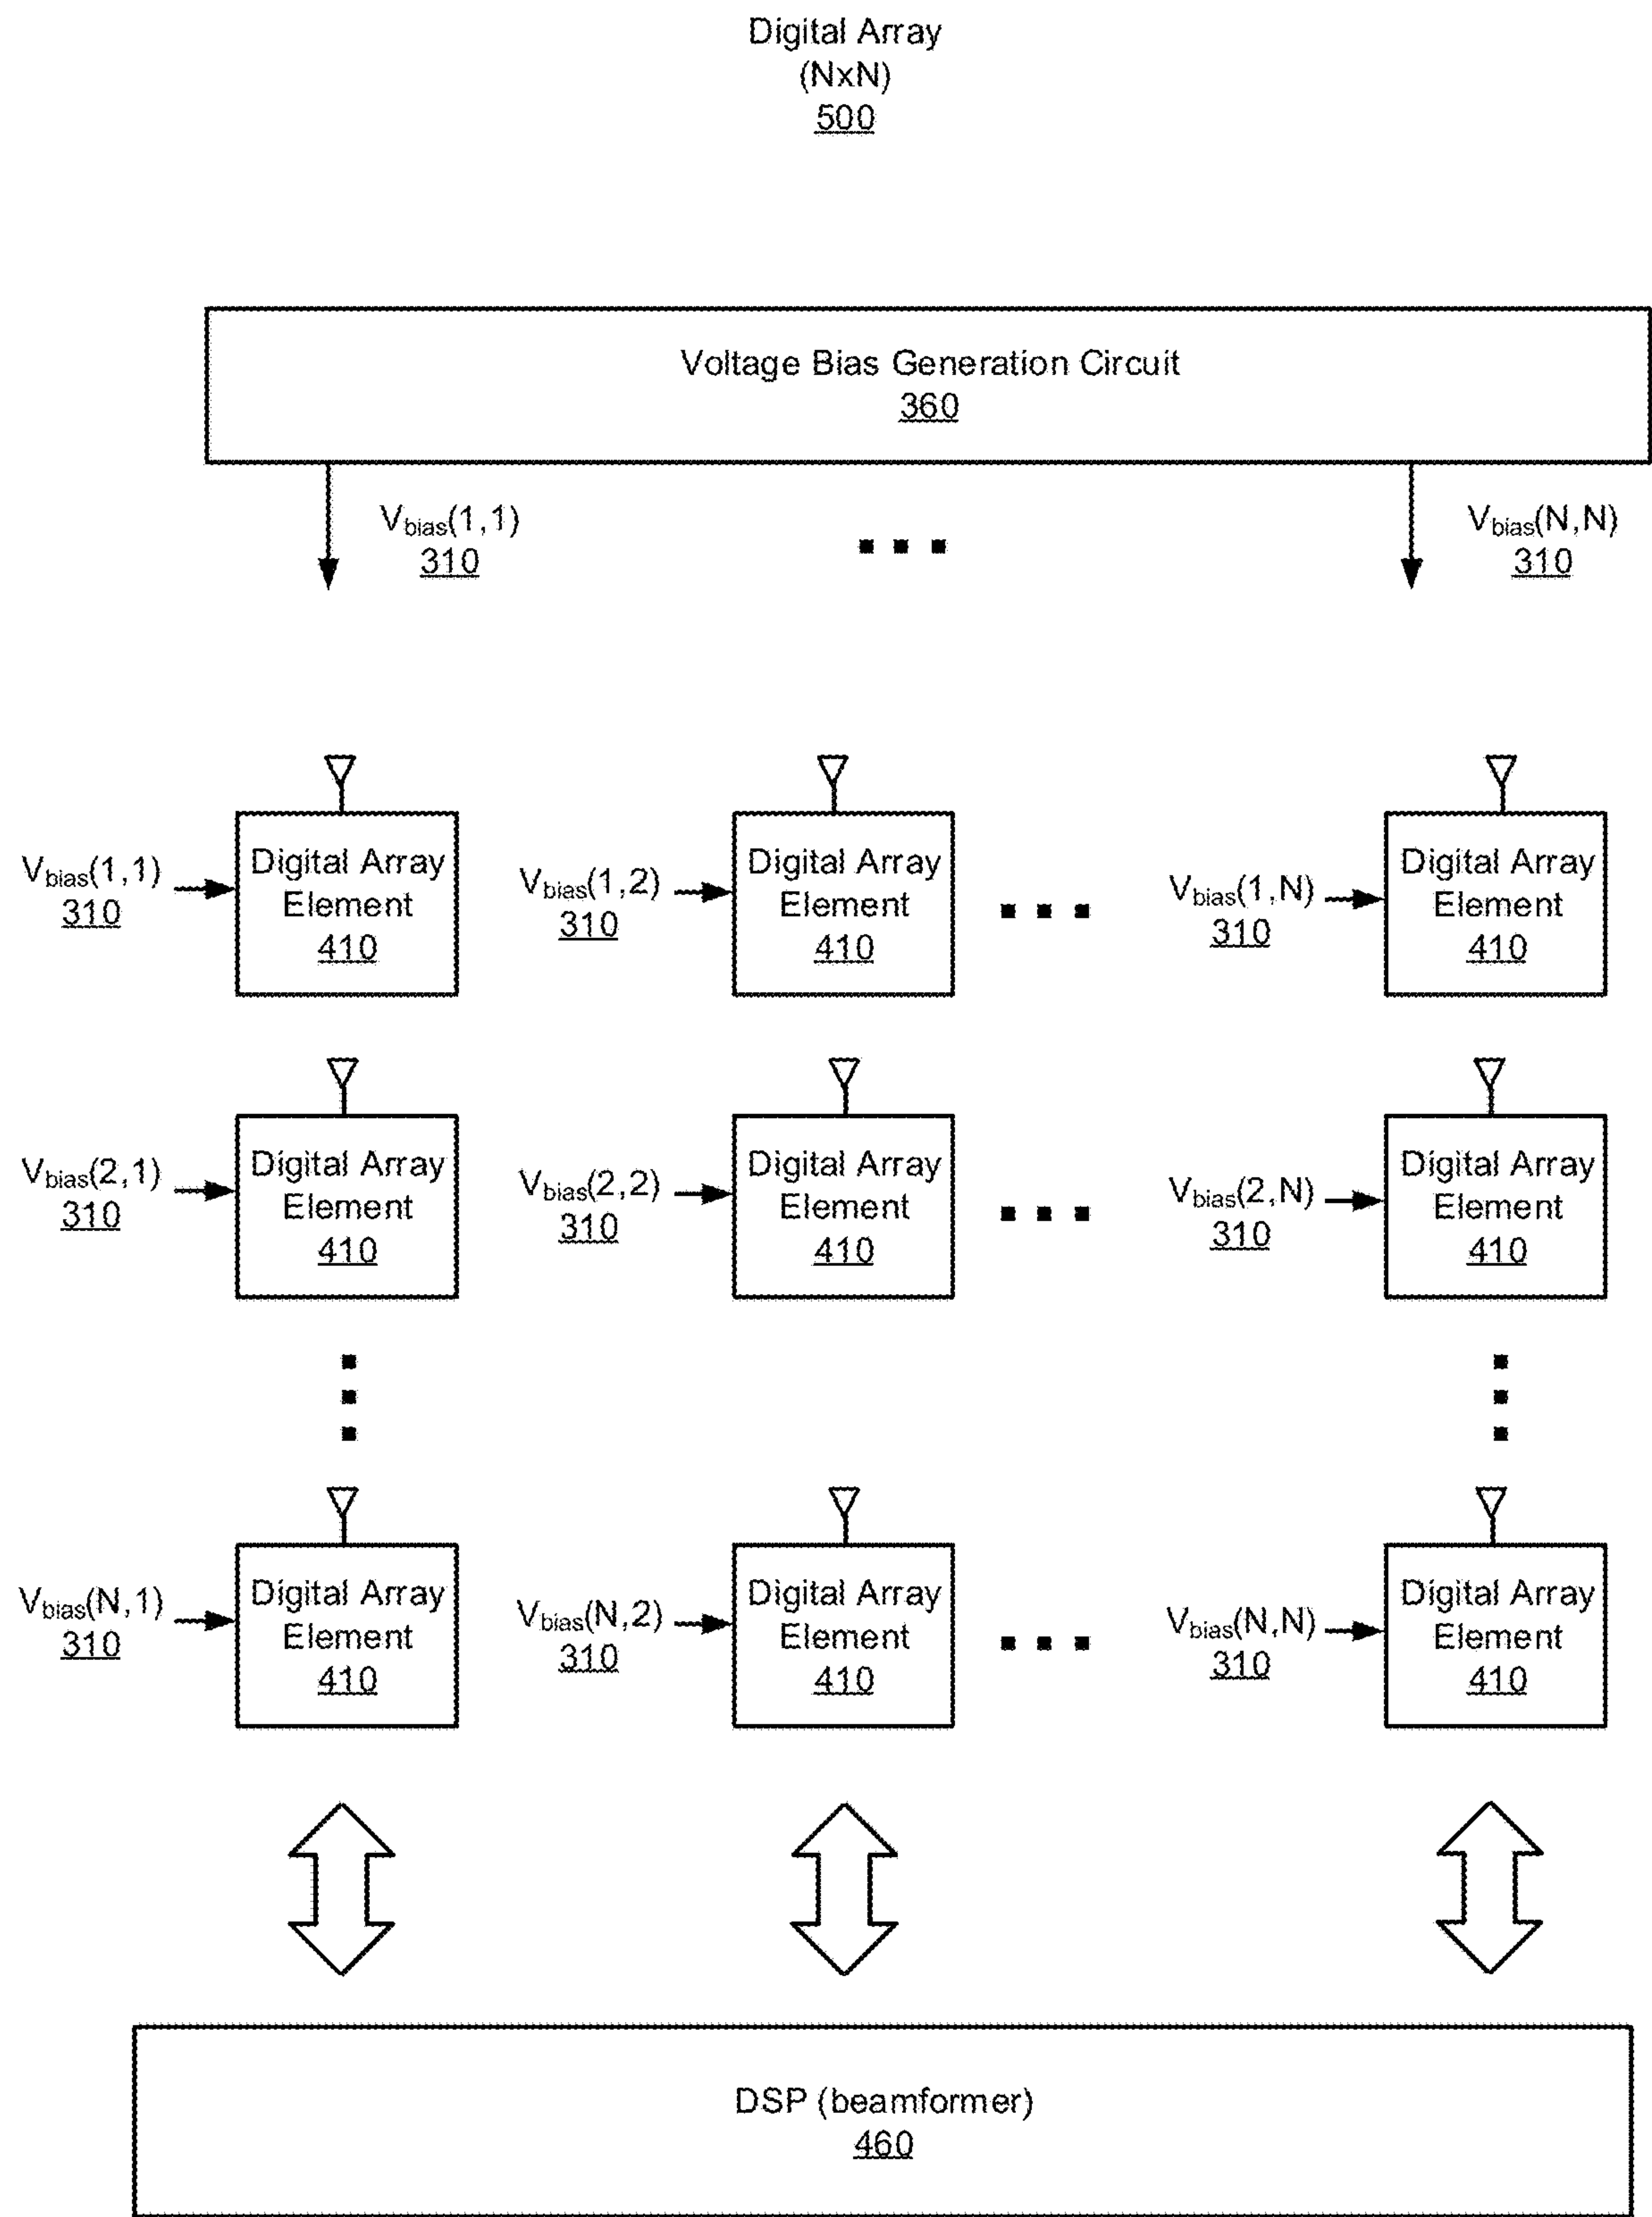 Digital Array
(NxN)
500
Voltage Bias Generation Circuit
360
Vbias(1,1)
310
Vbias(N,N)
310
Vbias(1,1)
310
Digital Array
Element
410
Vbias(1,2)
310
Digital Array
Element
410
Vbias(1,N)
310
Digital Array
Element
410
Vbias(2,1)
310
Digital Array
Element
410
Vbias(2,2)
310
Digital Array
Element
410
Vbias(2,N)
310
Digital Array
Element
410
Vbias(N,1)
310
Digital Array
Element
410
Vbias(N,2)
310
Digital Array
Element
410
Vbias(N,N)
310
Digital Array
Element
410
DSP (beamformer)
460